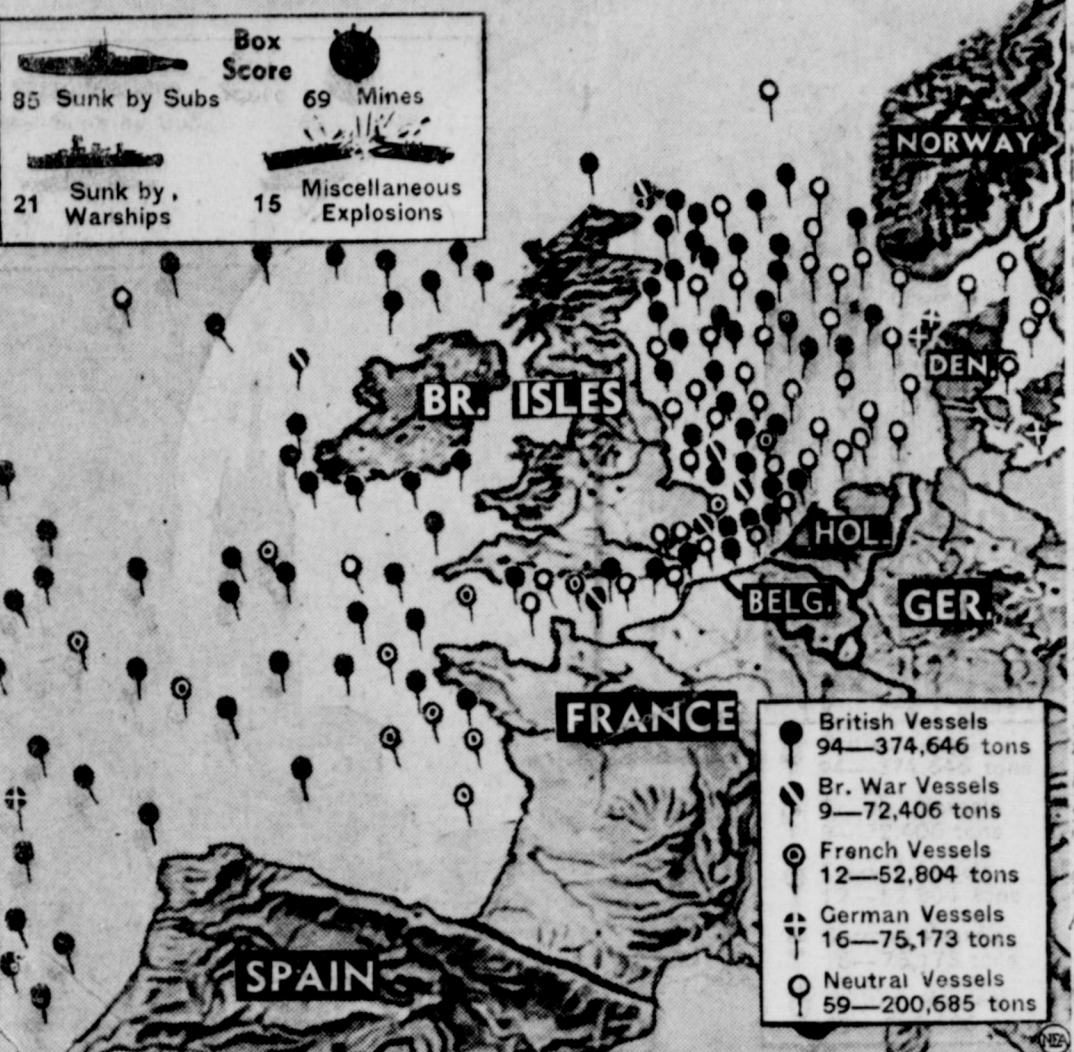 Box
Score
85 Sunk by Subs
69 Mines
21 Sunk by
Warships
15 Miscellaneous
Explosions
NORWAY
DEN.
BR. ISLES
HOL.
BELG.
GER.
FRANCE
SPAIN
British Vessels
94—374,646 tons
Br. War Vessels
9—72,406 tons
French Vessels
12—52,804 tons
German Vessels
16—75,173 tons
Neutral Vessels
59—200,685 tons
NEA